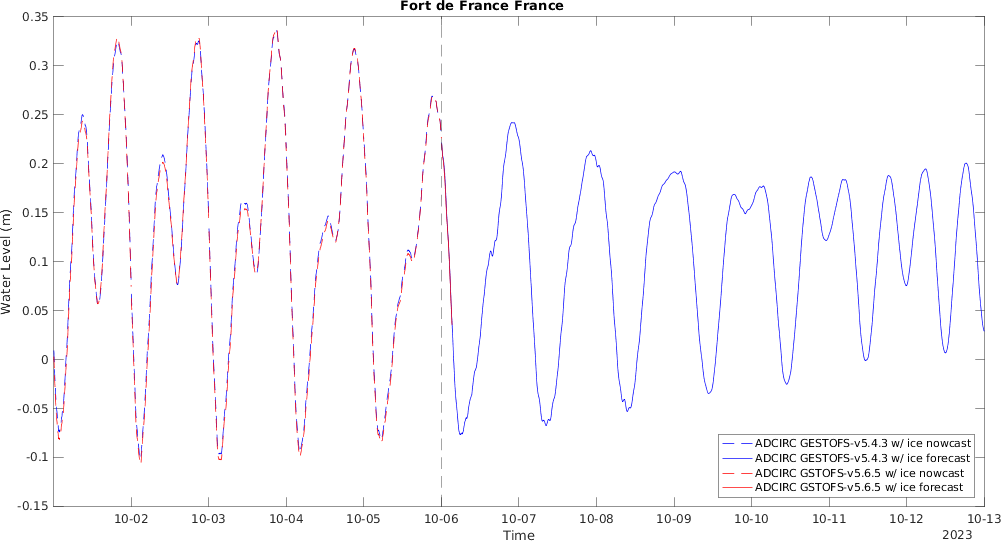 Fort de France France
0.35
0.3
0.25
0.2
0.15
0.1
0.05
0
-0.05
-0.1
-0.15
Water Level (m)
ADCIRC GESTOFS-v5.4.3 w/ ice nowcast
ADCIRC GESTOFS-v5.4.3 w/ ice forecast
ADCIRC GSTOFS-v5.6.5 w/ ice nowcast
ADCIRC GSTOFS-v5.6.5 w/ ice forecast
10-02 10-03 10-04 10-05 10-06 10-07 10-08 10-09 10-10 10-11 10-12 10-13
Time
2023